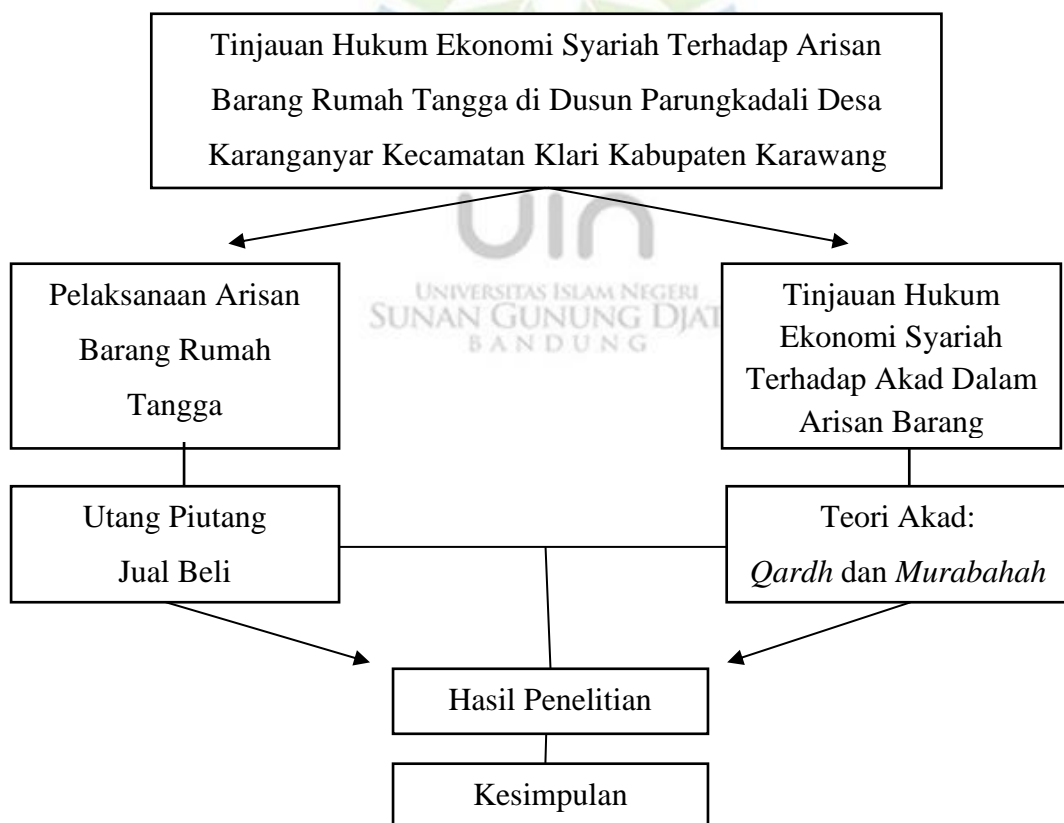 Tinjauan Hukum Ekonomi Syariah Terhadap Arisan
Barang Rumah Tangga di Dusun Parungkadali Desa
Karanganyar Kecamatan Klari Kabupaten Karawang
uin
UNIVERSITAS ISLAM NEGERI
SUNAN GUNUNG DJAT
BANDUNG
Pelaksanaan Arisan
Barang Rumah
Tangga
Tinjauan Hukum
Ekonomi Syariah
Terhadap Akad Dalam
Arisan Barang
Utang Piutang
Jual Beli
Teori Akad:
Qardh dan Murabahah
Hasil Penelitian
Kesimpulan